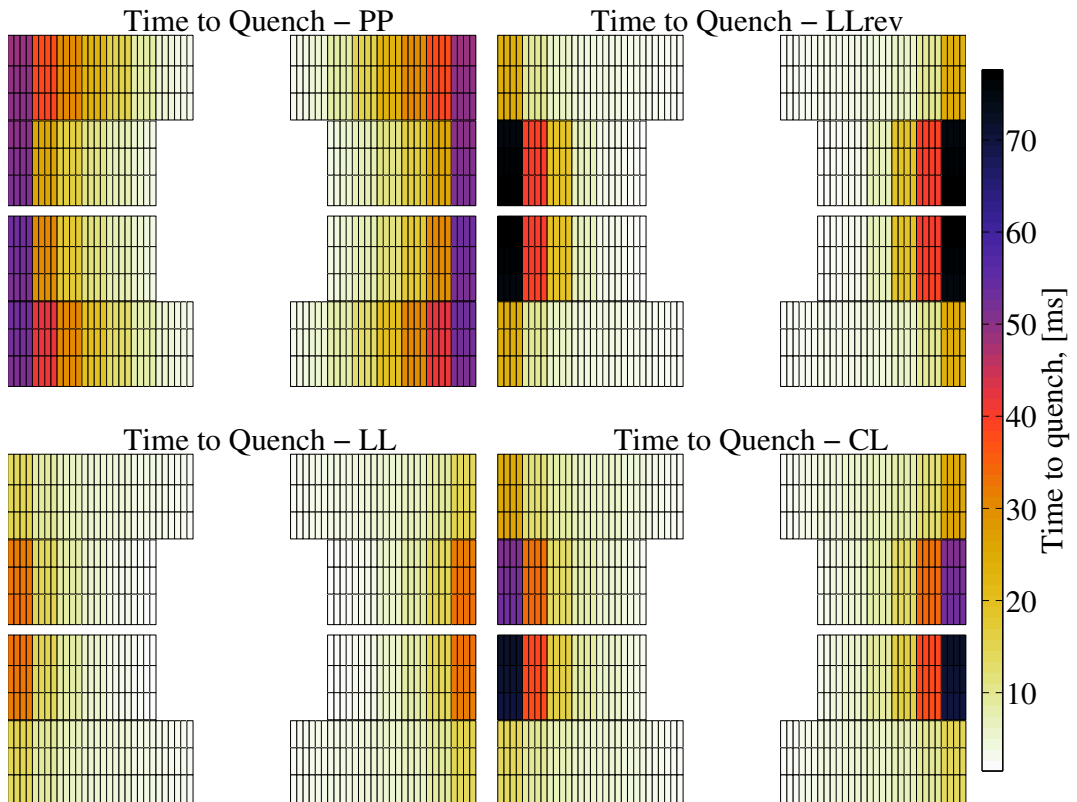 Time to Quench – PP
Time to Quench – LLrev
Time to Quench – LL
Time to Quench – CL
70
60
50
40
30
20
10
Time to quench, [ms]